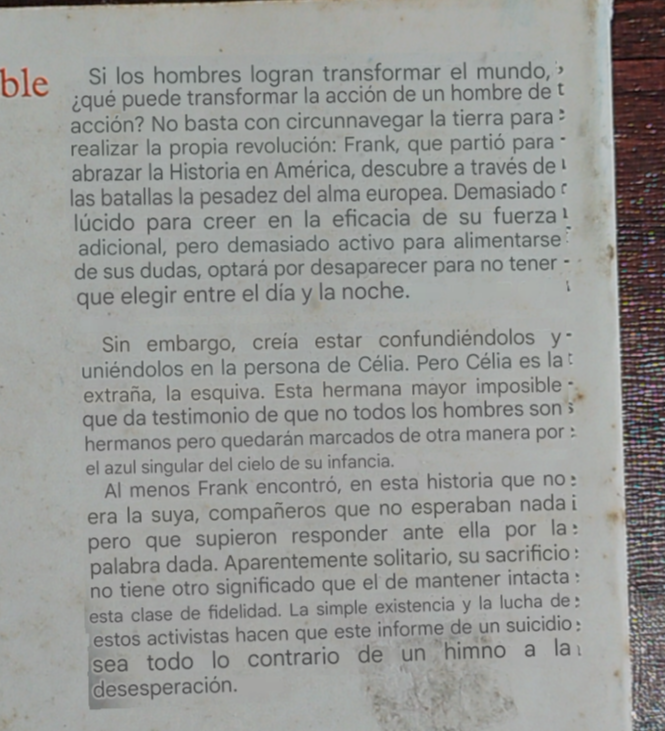 ble
Si los hombres logran transformar el mundo,
¿qué puede transformar la acción de un hombre de
acción? No basta con circunnavegar la tierra para
realizar la propia revolución: Frank, que partió para
abrazar la Historia en América, descubre a través de
las batallas la pesadez del alma europea. Demasiado
lúcido para creer en la eficacia de su fuerza
adicional, pero demasiado activo para alimentarse
de sus dudas, optará por desaparecer para no tener
que elegir entre el día y la noche.
Sin embargo, creía estar confundiéndolos y
uniéndolos en la persona de Célia. Pero Célia es la
extraña, la esquiva. Esta hermana mayor imposible
que da testimonio de que no todos los hombres son
hermanos pero quedarán marcados de otra manera por
el azul singular del cielo de su infancia.
Al menos Frank encontró, en esta historia que no
era la suya, compañeros que no esperaban nada
pero que supieron responder ante ella por la
palabra dada. Aparentemente solitario, su sacrificio
no tiene otro significado que el de mantener intacta
esta clase de fidelidad. La simple existencia y la lucha de
estos activistas hacen que este informe de un suicidio
sea todo lo contrario de un himno a la
desesperación.